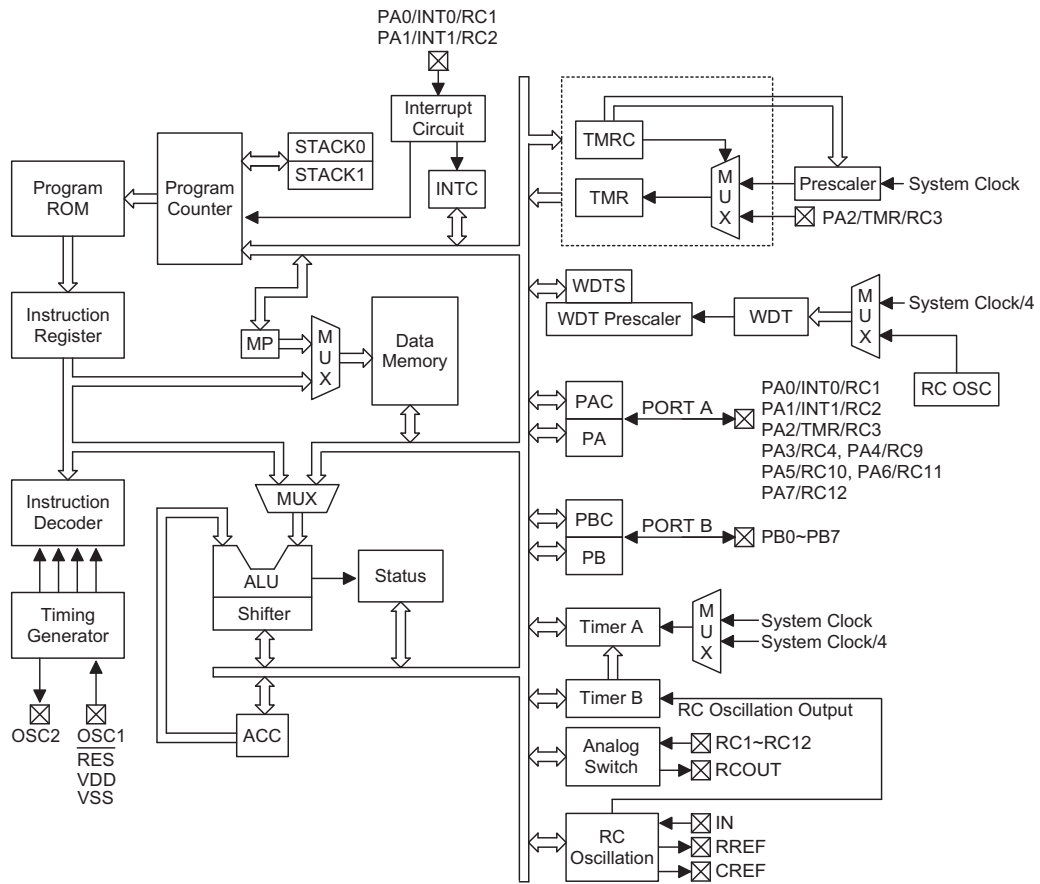 PA0/INT0/RC1
PA1/INT1/RC2
Interrupt
Circuit
INTC
STACK0
STACK1
Program
Counter
Program
ROM
Instruction
Register
MP
MUX
Data
Memory
Instruction
Decoder
MUX
ALU
Shifter
Status
Timing
Generator
OSC2
OSC1
RES
VDD
VSS
ACC
TMRC
TMR
MUX
Prescaler
System Clock
PA2/TMR/RC3
WDTS
WDT Prescaler
WDT
MUX
System Clock/4
RC OSC
PAC
PA
PORT A
PA0/INT0/RC1
PA1/INT1/RC2
PA2/TMR/RC3
PA3/RC4, PA4/RC9
PA5/RC10, PA6/RC11
PA7/RC12
PBC
PB
PORT B
PB0~PB7
Timer A
MUX
System Clock
System Clock/4
Timer B
RC Oscillation Output
Analog
Switch
RC1~RC12
RCOUT
RC
Oscillation
IN
RREF
CREF